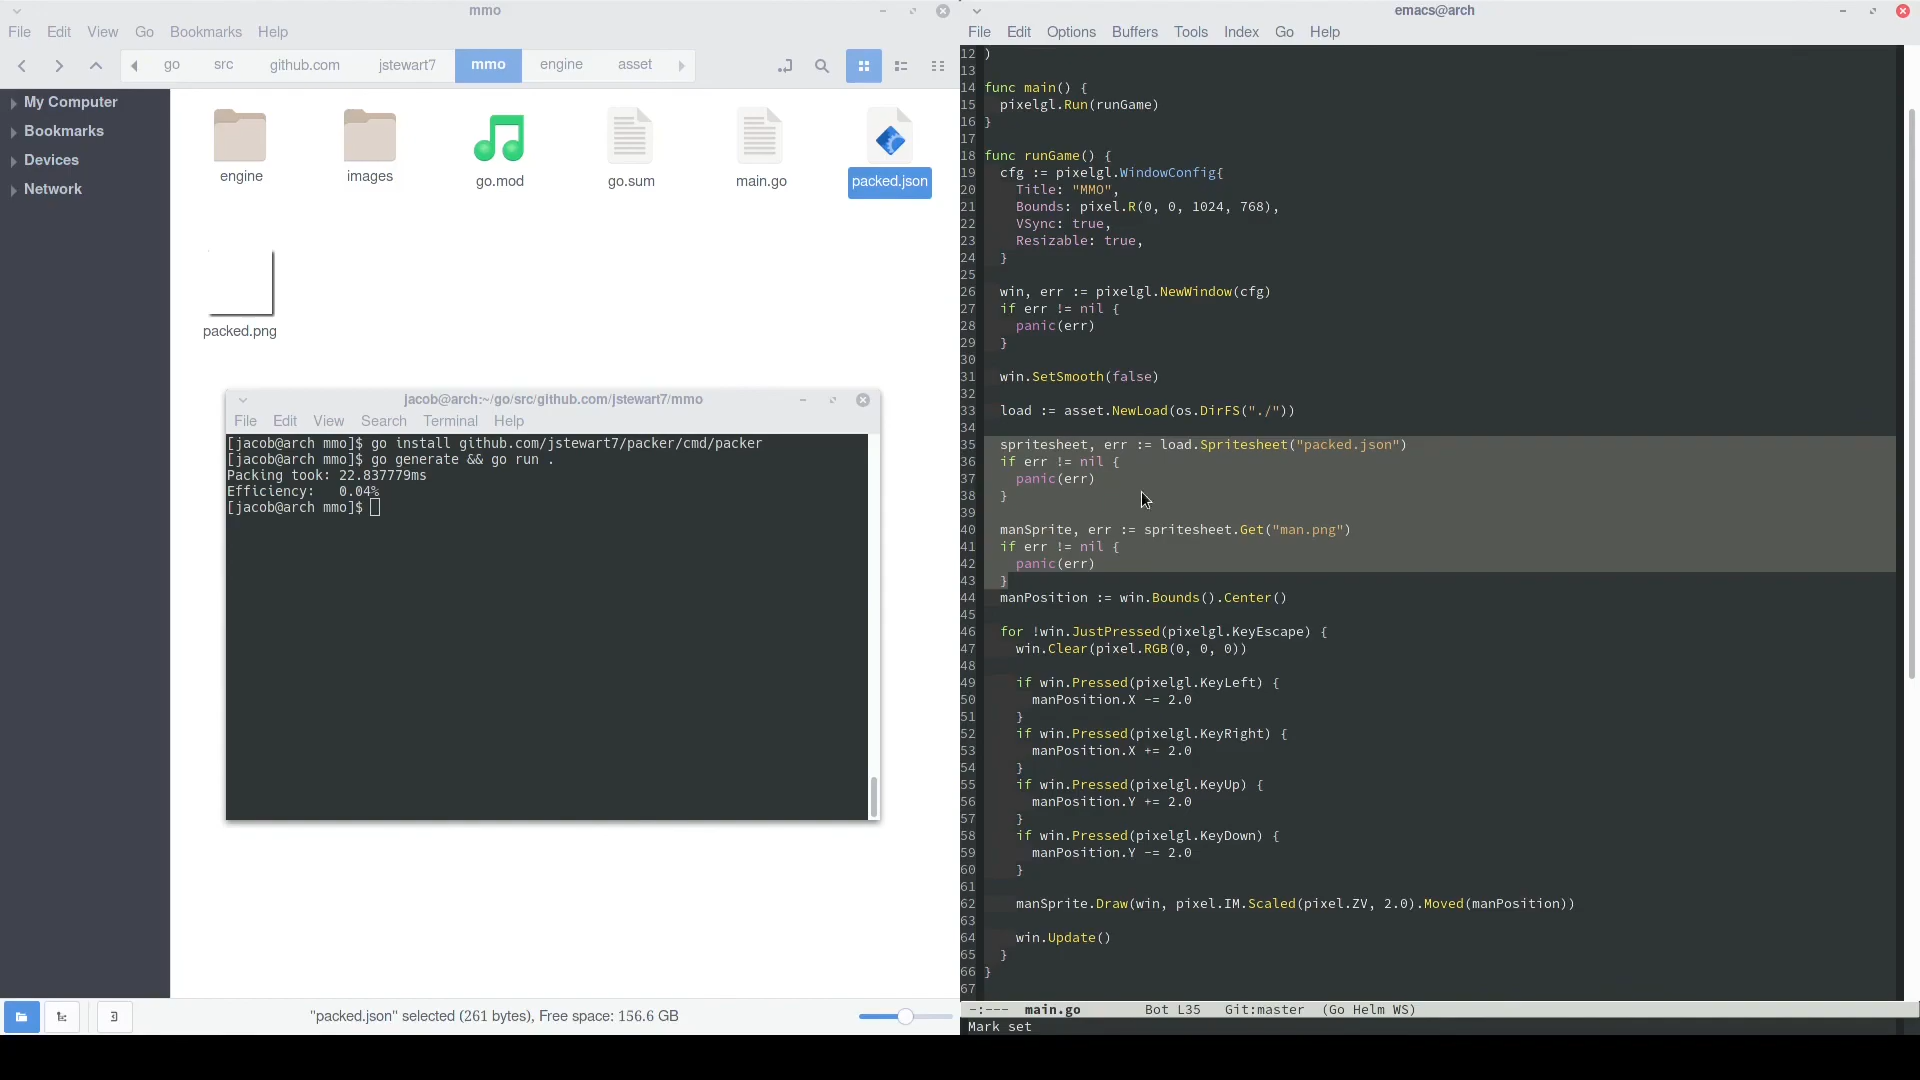 mmo
File Edit View Go Bookmarks Help
go src github.com jstewart7 mmo engine asset
My Computer
Bookmarks
Devices
Network
engine
images
go.mod
go.sum
main.go
packed.json
packed.png
jacob@arch:~/go/src/github.com/jstewart7/mmo
File Edit View Search Terminal Help
[jacob@arch mmo]$ go install github.com/jstewart7/packer/cmd/packer
[jacob@arch mmo]$ go generate && go run .
Packing took: 22.837779ms
Efficiency:   0.04%
[jacob@arch mmo]$
"packed.json" selected (261 bytes), Free space: 156.6 GB
emacs@arch
File Edit Options Buffers Tools Index Go Help
12 )
13
14 func main() {
15   pixelgl.Run(runGame)
16 }
17
18 func runGame() {
19   cfg := pixelgl.WindowConfig{
20     Title: "MMO",
21     Bounds: pixel.R(0, 0, 1024, 768),
22     VSync: true,
23     Resizable: true,
24   }
25
26   win, err := pixelgl.NewWindow(cfg)
27   if err != nil {
28     panic(err)
29   }
30
31   win.SetSmooth(false)
32
33   load := asset.NewLoad(os.DirFS("./"))
34
35   spritesheet, err := load.Spritesheet("packed.json")
36   if err != nil {
37     panic(err)
38   }
39
40   manSprite, err := spritesheet.Get("man.png")
41   if err != nil {
42     panic(err)
43   }
44   manPosition := win.Bounds().Center()
45
46   for !win.JustPressed(pixelgl.KeyEscape) {
47     win.Clear(pixel.RGB(0, 0, 0))
48
49     if win.Pressed(pixelgl.KeyLeft) {
50       manPosition.X -= 2.0
51     }
52     if win.Pressed(pixelgl.KeyRight) {
53       manPosition.X += 2.0
54     }
55     if win.Pressed(pixelgl.KeyUp) {
56       manPosition.Y += 2.0
57     }
58     if win.Pressed(pixelgl.KeyDown) {
59       manPosition.Y -= 2.0
60     }
61
62     manSprite.Draw(win, pixel.IM.Scaled(pixel.ZV, 2.0).Moved(manPosition))
63
64     win.Update()
65   }
66 }
67
-:--- main.go Bot L35 Git:master (Go Helm WS)
Mark set